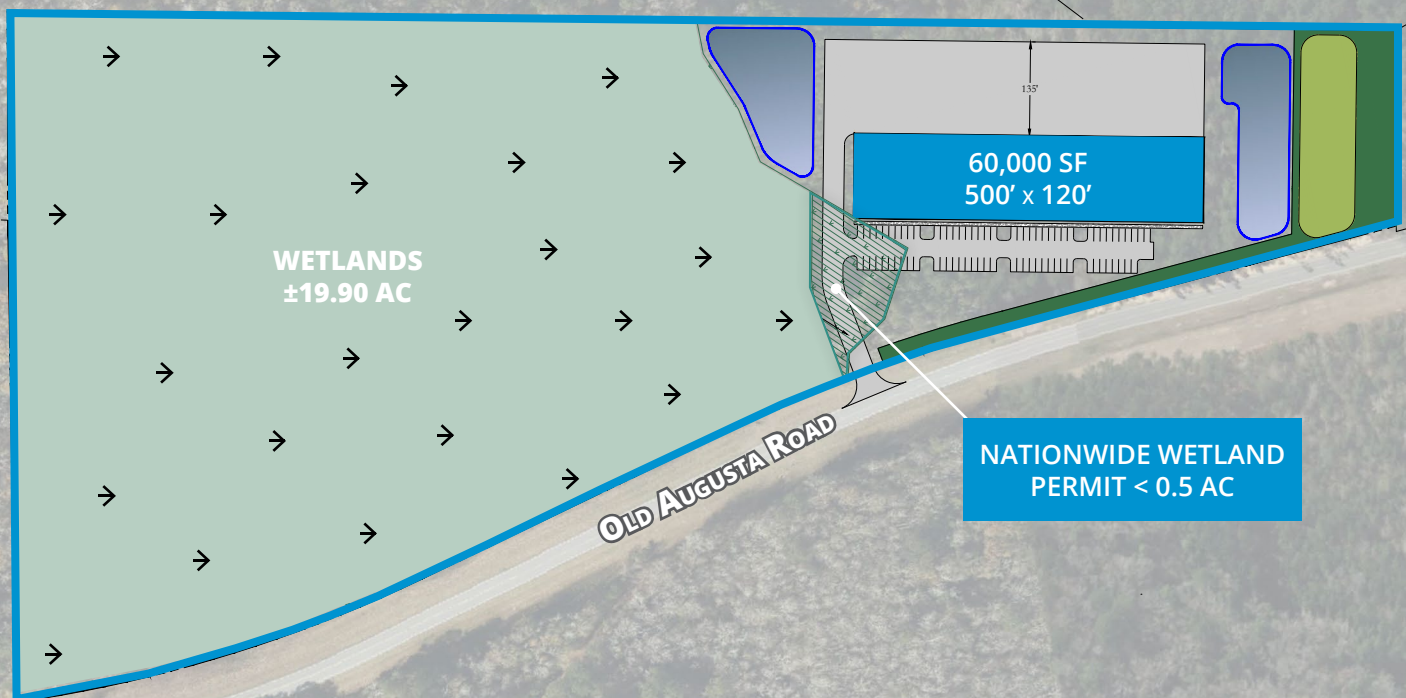 135'
60,000 SF
500’ x 120’
WETLANDS
±19.90 AC
OLD AUGUSTA ROAD
NATIONWIDE WETLAND
PERMIT < 0.5 AC